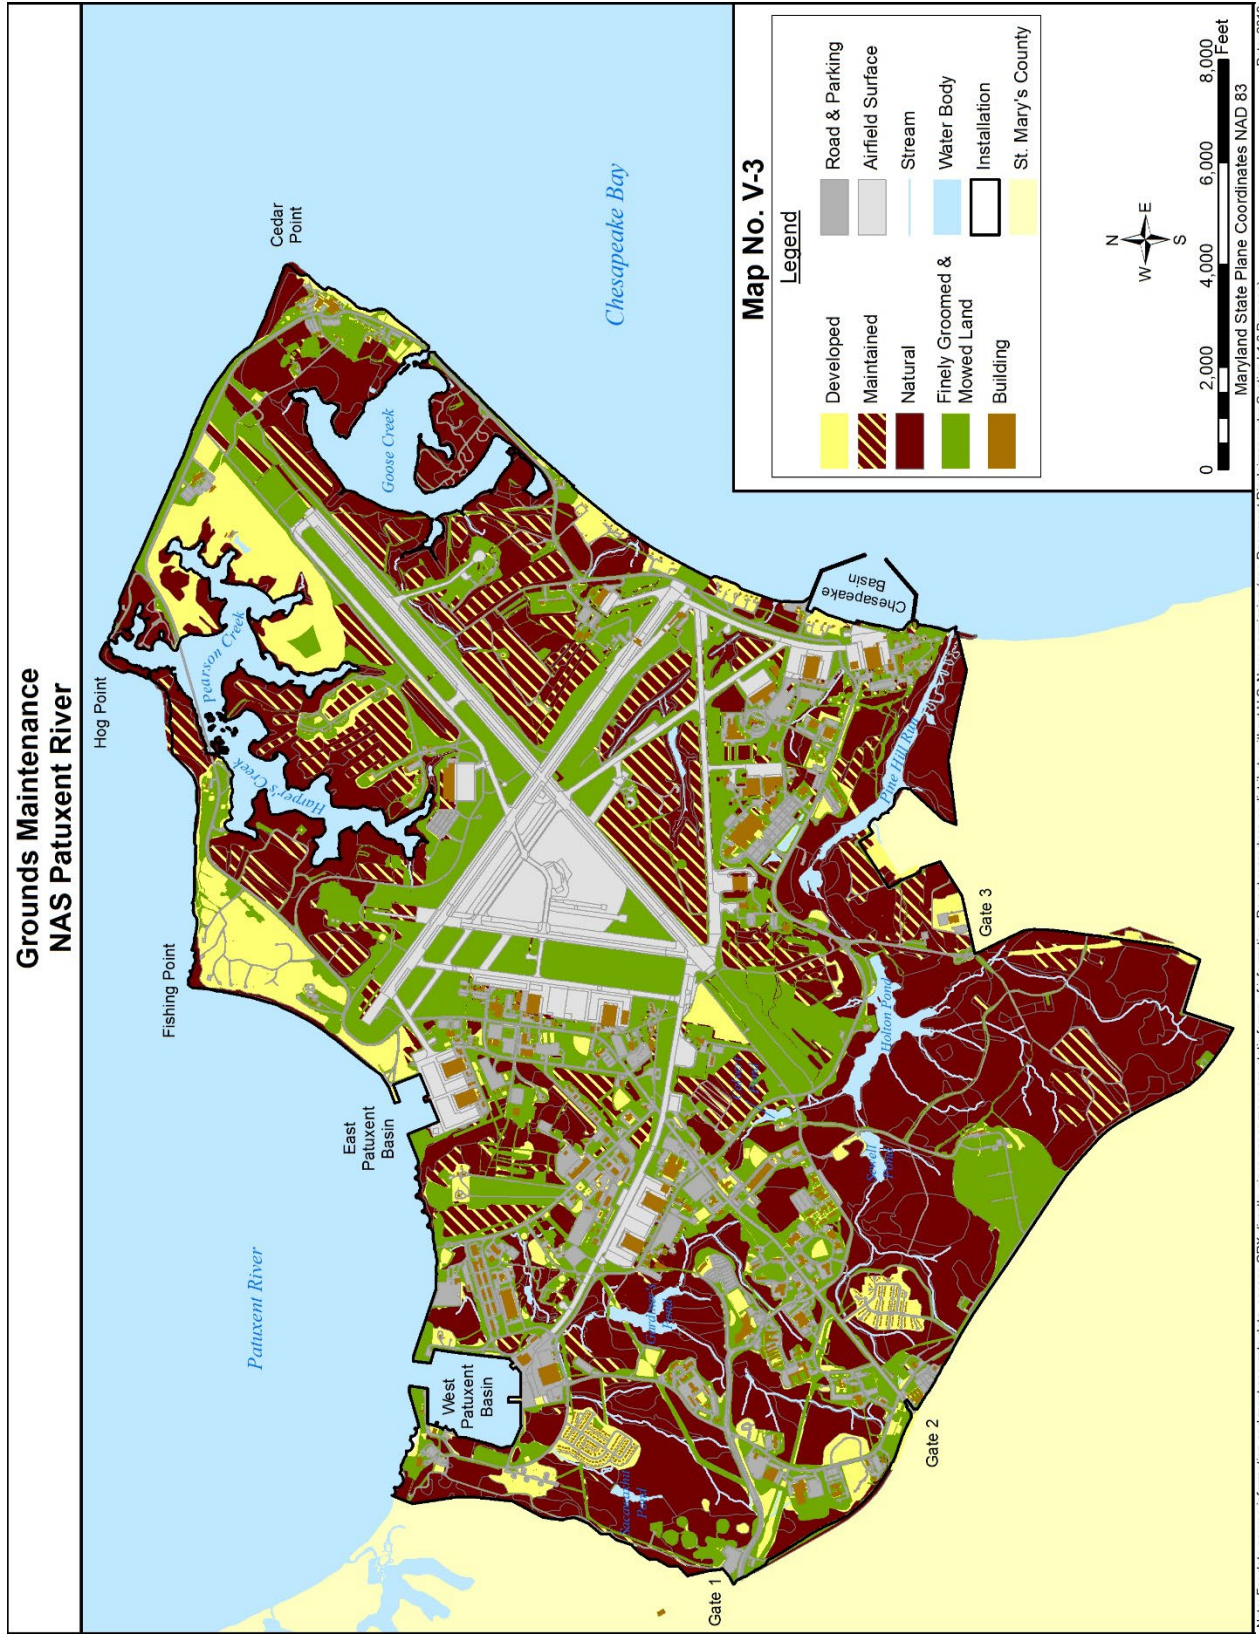 Grounds Maintenance
NAS Patuxent River
Hog Point
Cedar
Point
Fishing Point
Pearson Creek
Harper's Creek
Goose Creek
Chesapeake Bay
East
Patuxent
Basin
Patuxent River
West
Patuxent
Basin
Chesapeake
Basin
Pine Hill Run
Holton Pond
Pond
Pond
Pond
Gate 1
Gate 2
Gate 3
Map No. V-3
Legend
Developed
Maintained
Natural
Finely Groomed &
Mowed Land
Building
Road & Parking
Airfield Surface
Stream
Water Body
Installation
St. Mary's County
N
W
E
S
0
2,000
4,000
6,000
8,000
Feet
Maryland State Plane Coordinates NAD 83